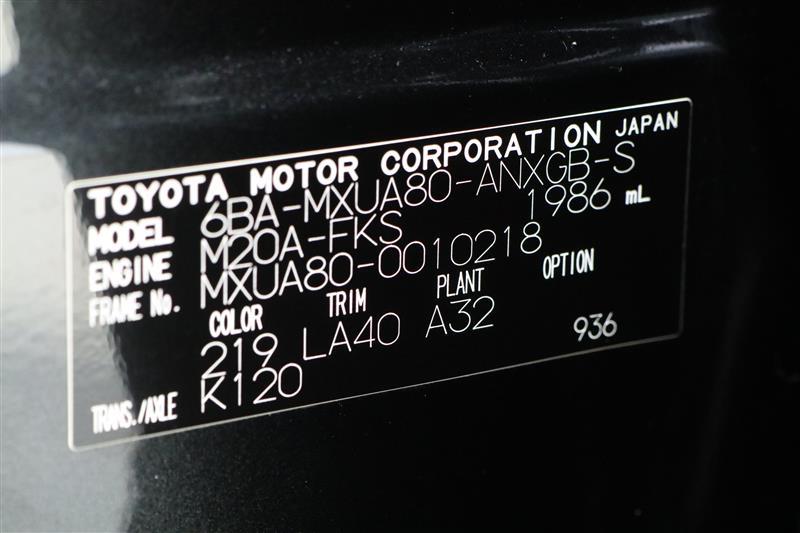 TOYOTA MOTOR CORPORATION JAPAN
MODEL 6BA-MXUA80-ANXGB-S
ENGINE M20A-FKS 1986 mL
FRAME No. MXUA80-0010218
COLOR TRIM PLANT OPTION
219 LA40 A32 936
TRANS./AXLE K120